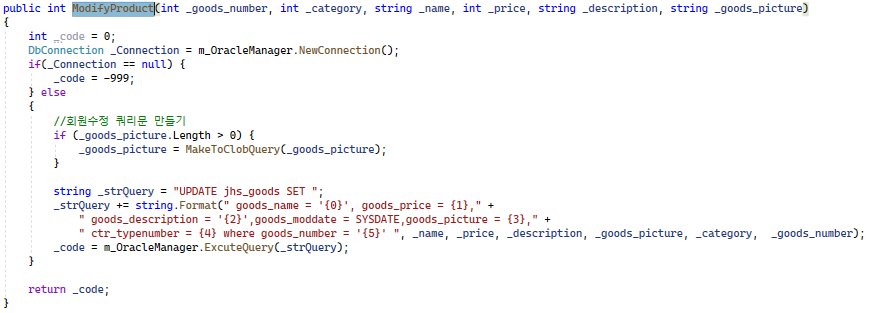 public int ModifyProduct(int _goods_number, int _category, string _name, int _price, string _description, string _goods_picture)
{
    int _code = 0;
    DbConnection _Connection = m_OracleManager.NewConnection();
    if(_Connection == null) {
        _code = -999;
    } else
    {
        //회원수정 쿼리문 만들기
        if (_goods_picture.Length > 0) {
            _goods_picture = MakeToClobQuery(_goods_picture);
        }

        string _strQuery = "UPDATE jhs_goods SET ";
        _strQuery += string.Format(" goods_name = '{0}', goods_price = {1}," +
            " goods_description = '{2}',goods_moddate = SYSDATE,goods_picture = {3}," +
            " ctr_typenumber = {4} where goods_number = '{5}' ", _name, _price, _description, _goods_picture, _category,  _goods_number);
        _code = m_OracleManager.ExcuteQuery(_strQuery);
    }

    return _code;
}